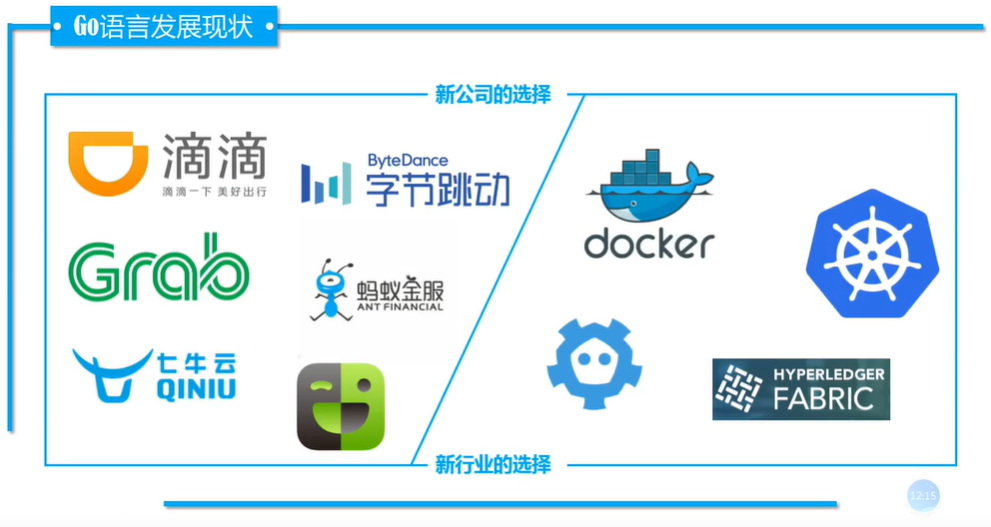 Go语言发展现状
新公司的选择
滴滴
滴滴一下 美好出行
ByteDance
字节跳动
Grab
蚂蚁金服
ANT FINANCIAL
七牛云
QINIU
docker
HYPERLEDGER
FABRIC
新行业的选择
12:15